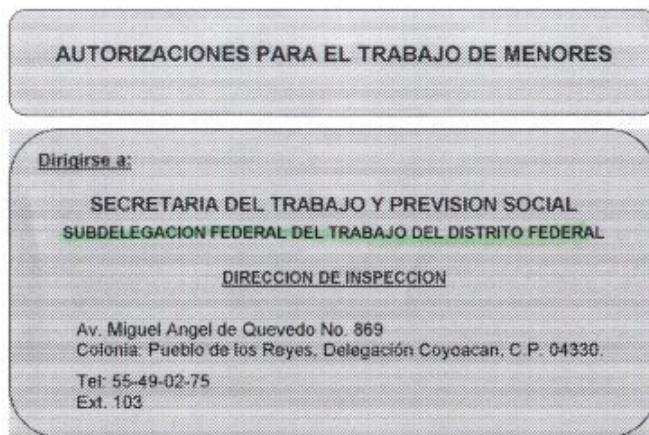 AUTORIZACIONES PARA EL TRABAJO DE MENORES
Dirigirse a:
SECRETARIA DEL TRABAJO Y PREVISION SOCIAL
SUBDELEGACION FEDERAL DEL TRABAJO DEL DISTRITO FEDERAL
DIRECCION DE INSPECCION
Av. Miguel Angel de Quevedo No. 869
Colonia: Pueblo de los Reyes, Delegación Coyoacan, C.P. 04330.
Tel: 55-49-02-75
Ext. 103